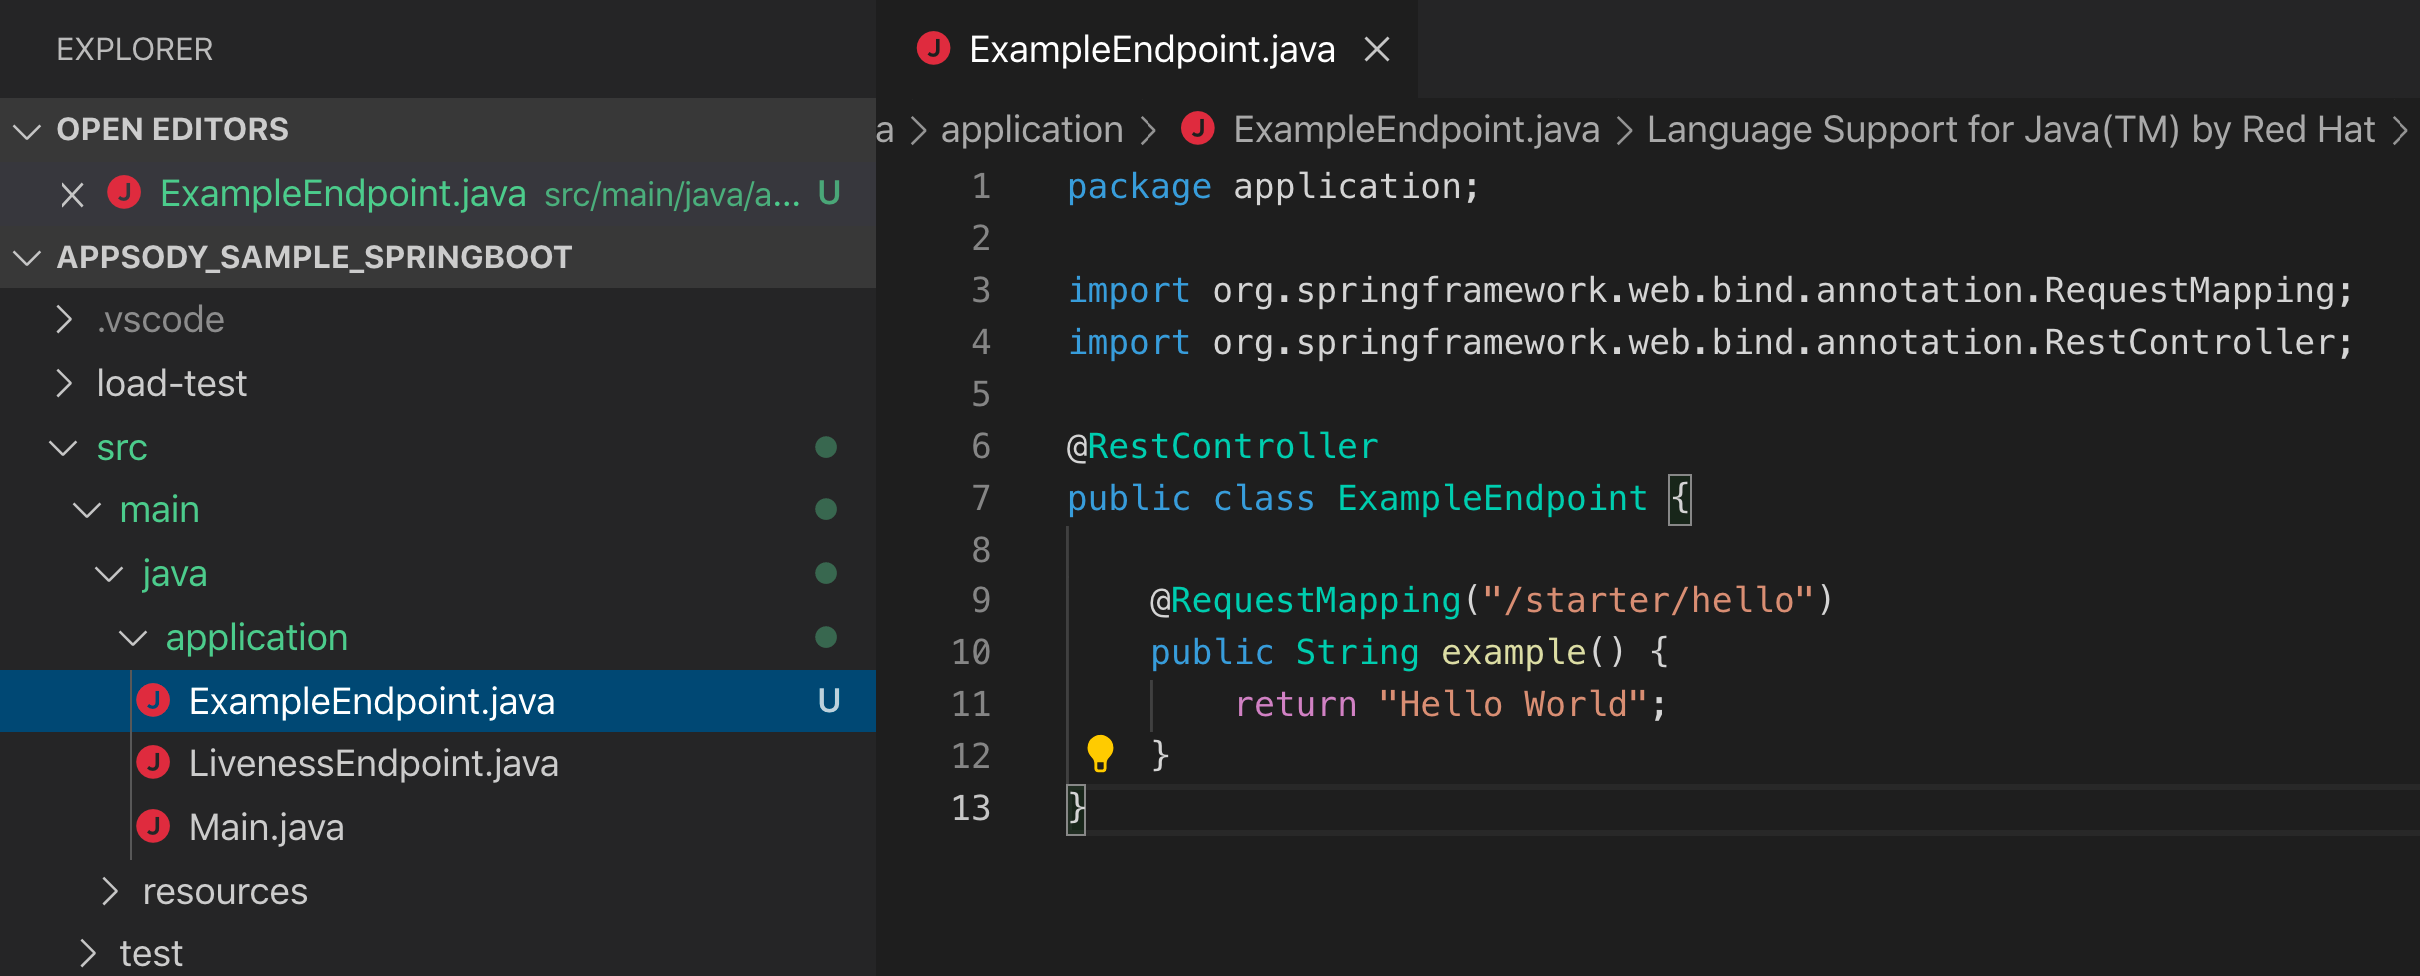 EXPLORER
OPEN EDITORS
ExampleEndpoint.java src/main/java/a... U
APPSODY_SAMPLE_SPRINGBOOT
.vscode
load-test
src
main
java
application
ExampleEndpoint.java U
LivenessEndpoint.java
Main.java
resources
test
ExampleEndpoint.java
a > application > ExampleEndpoint.java > Language Support for Java(TM) by Red Hat >
1 package application;
2
3 import org.springframework.web.bind.annotation.RequestMapping;
4 import org.springframework.web.bind.annotation.RestController;
5
6 @RestController
7 public class ExampleEndpoint {
8
9 @RequestMapping("/starter/hello")
10 public String example() {
11 return "Hello World";
12 }
13 }